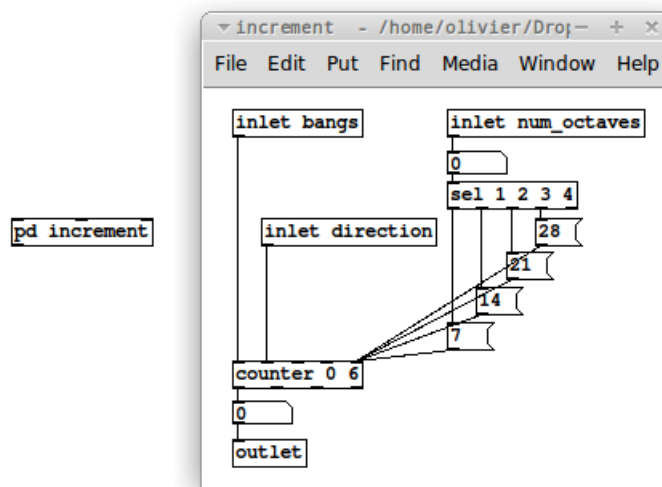 increment - /home/olivier/Drop
File Edit Put Find Media Window Help
inlet bangs
inlet num_octaves
0
sel 1 2 3 4
pd increment
inlet direction
28
21
14
7
counter 0 6
0
outlet